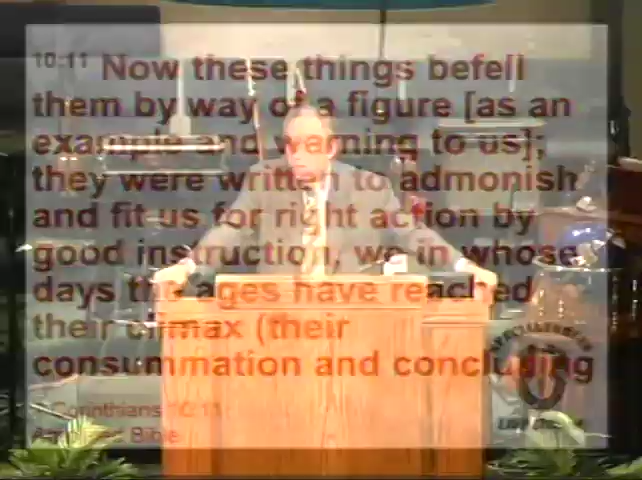 10:11 Now these things befell
them by way of a figure [as an
example and warning to us];
they were written to admonish
and fit us for right action by
good instruction, we in whose
days the ages have reached
their climax (their
consummation and concluding
Corinthians 10:11
Bible